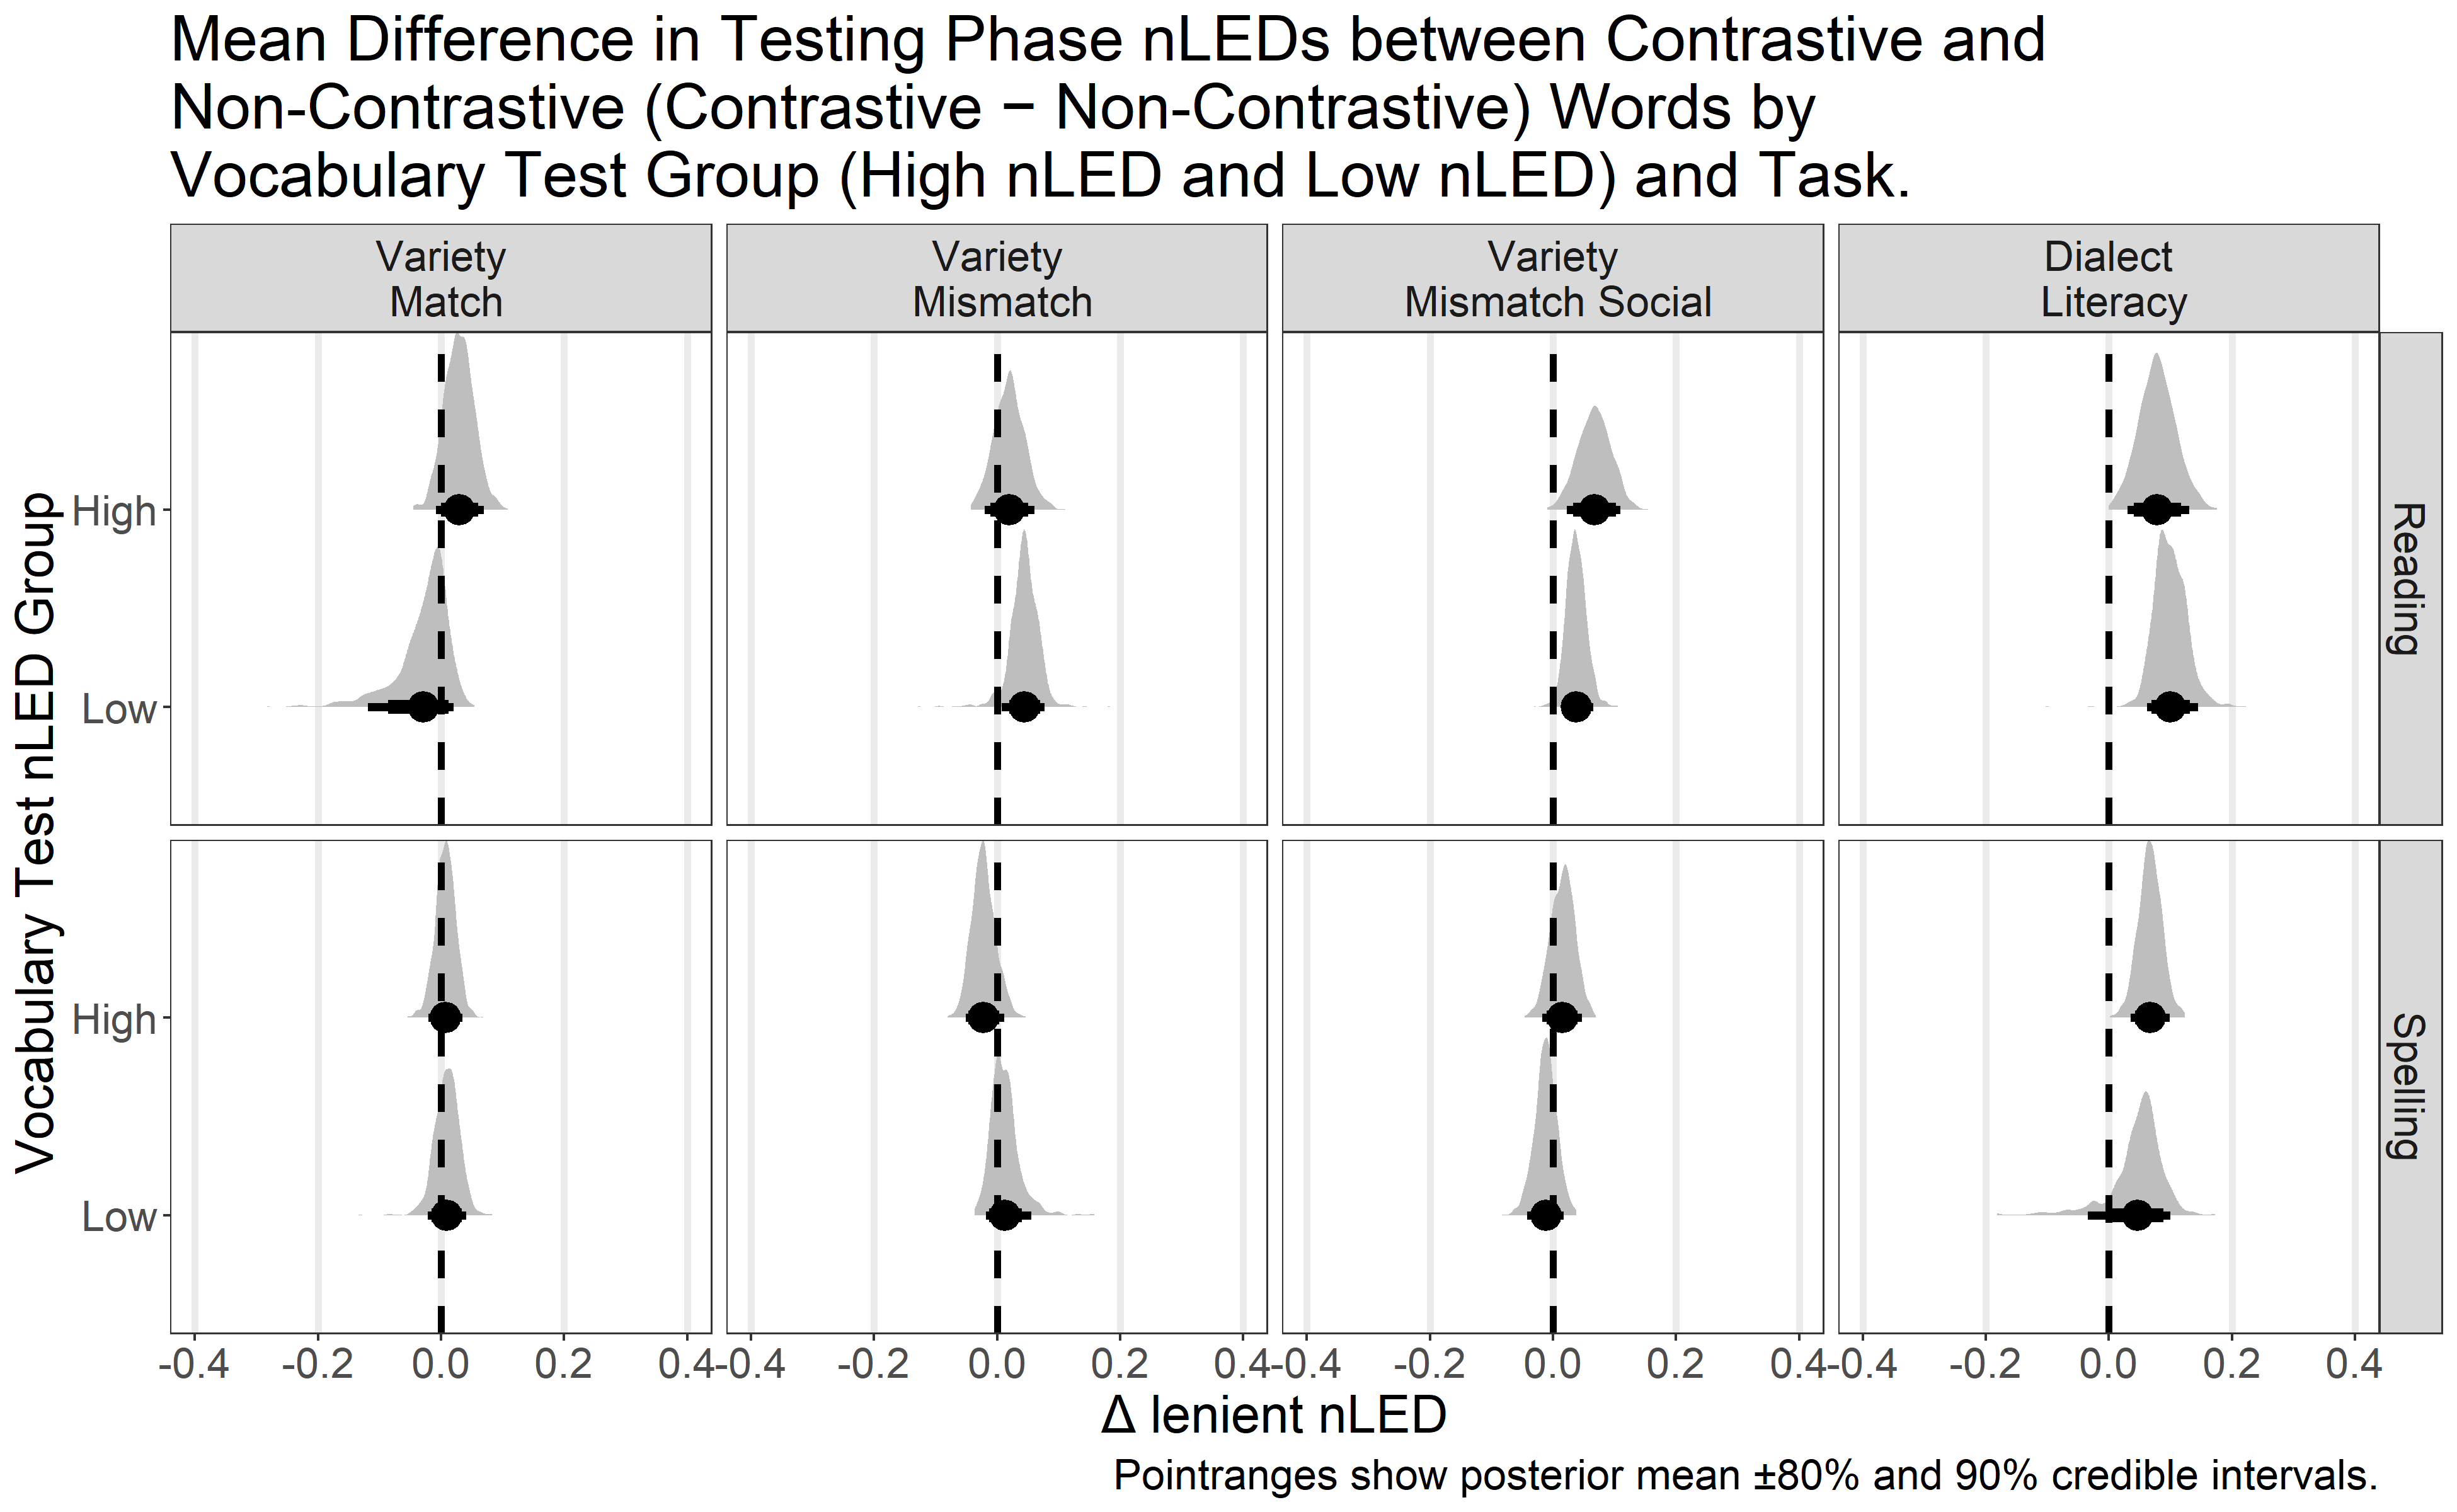 Mean Difference in Testing Phase nLEDs between Contrastive and
Non-Contrastive (Contrastive − Non-Contrastive) Words by
Vocabulary Test Group (High nLED and Low nLED) and Task.
Variety
Match
Variety
Mismatch
Variety
Mismatch Social
Dialect
Literacy
Vocabulary Test nLED Group
High
Low
Reading
High
Low
Spelling
-0.4 -0.2 0.0 0.2 0.4 -0.4 -0.2 0.0 0.2 0.4 -0.4 -0.2 0.0 0.2 0.4 -0.4 -0.2 0.0 0.2 0.4
Δ lenient nLED
Pointranges show posterior mean ±80% and 90% credible intervals.